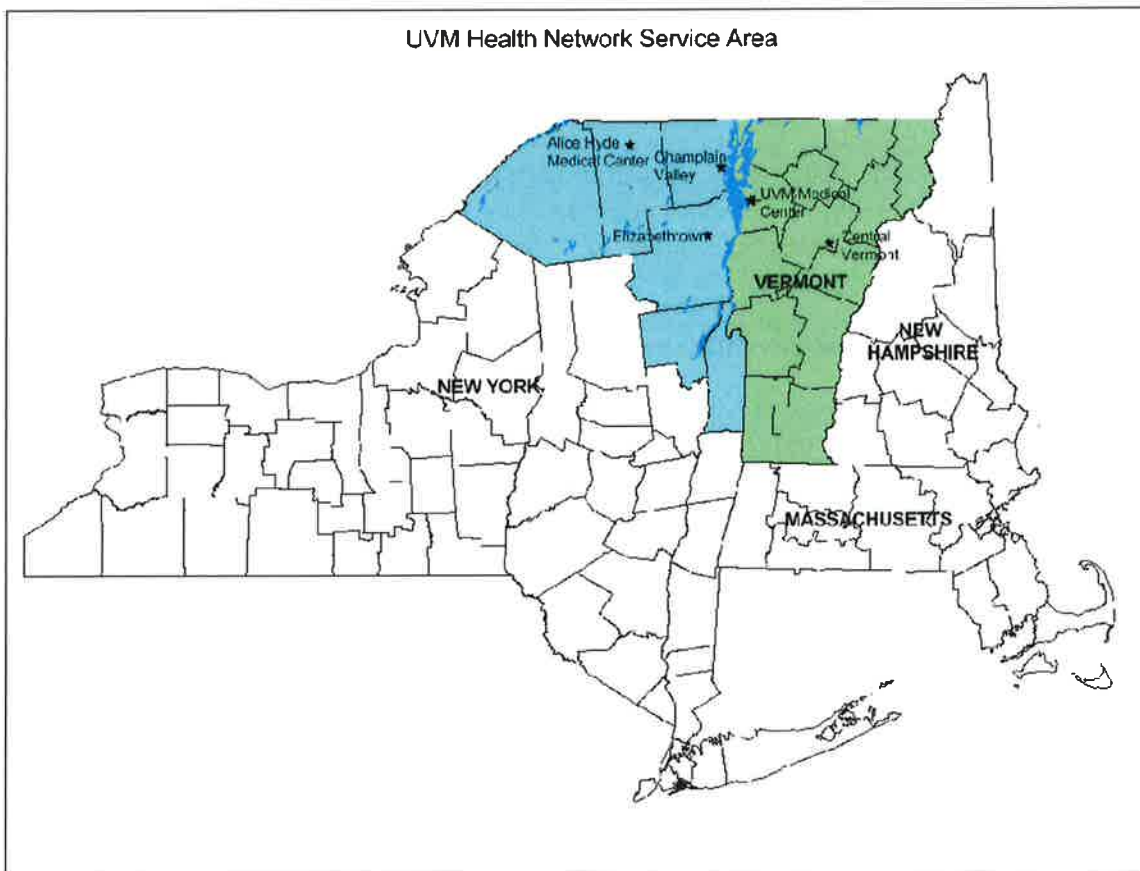 UVM Health Network Service Area
Alice Hyde
Medical Center
Champlain
Valley
UVM Medical
Center
Elizabethtown
Central
Vermont
VERMONT
NEW
HAMPSHIRE
NEW YORK
MASSACHUSETTS